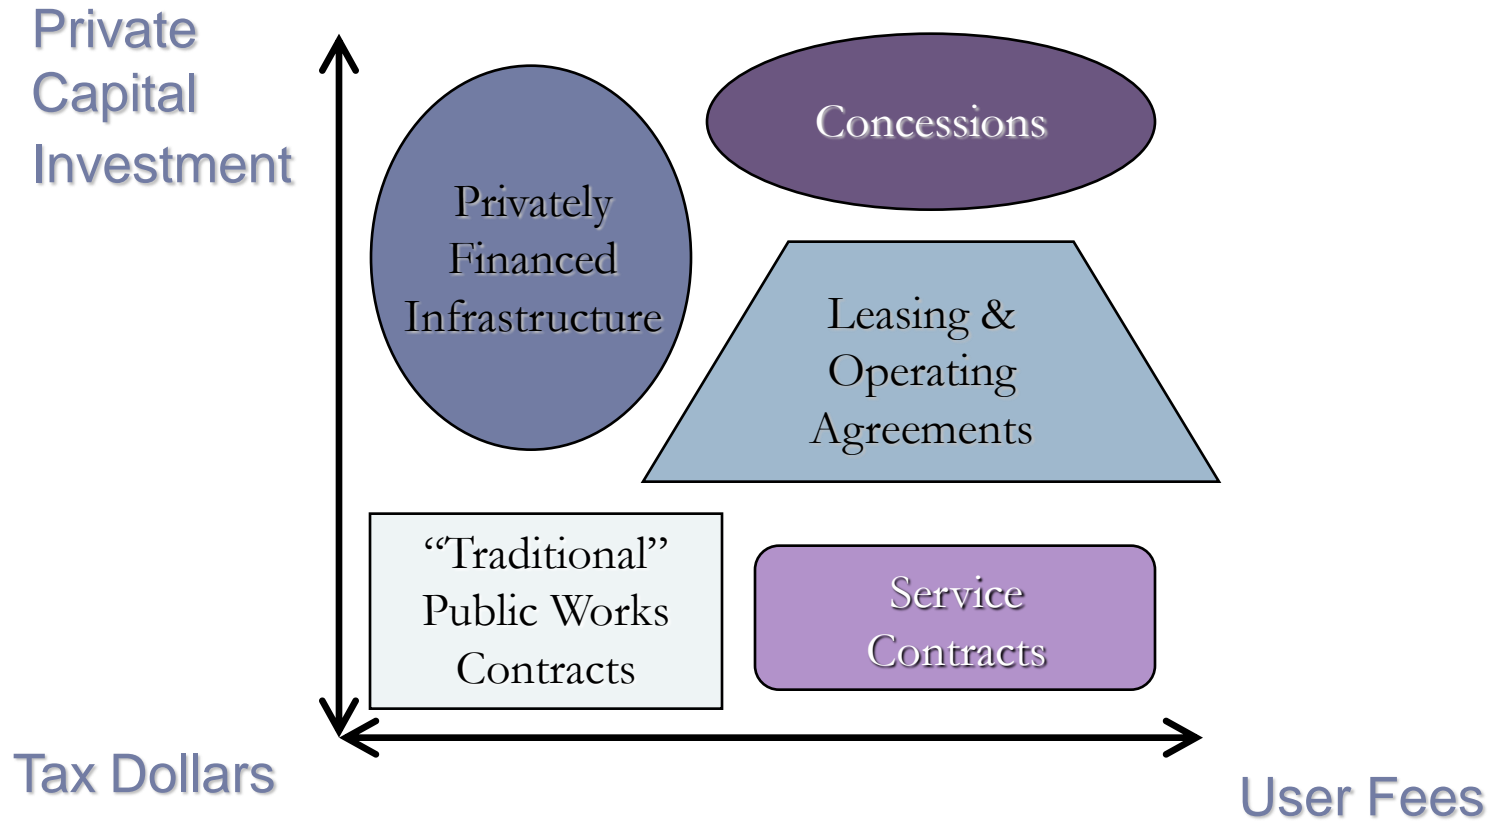 Private
Capital
Investment
Concessions
Privately
Financed
Infrastructure
Leasing &
Operating
Agreements
“Traditional”
Public Works
Contracts
Service
Contracts
Tax Dollars
User Fees